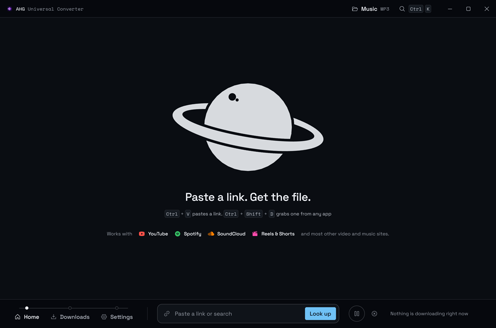 AHG Universal Converter
Music MP3
Ctrl K
Paste a link. Get the file.
Ctrl + V pastes a link. Ctrl + Shift + D grabs one from any app
Works with YouTube Spotify SoundCloud Reels & Shorts and most other video and music sites.
Home Downloads Settings
Paste a link or search
Look up
Nothing is downloading right now